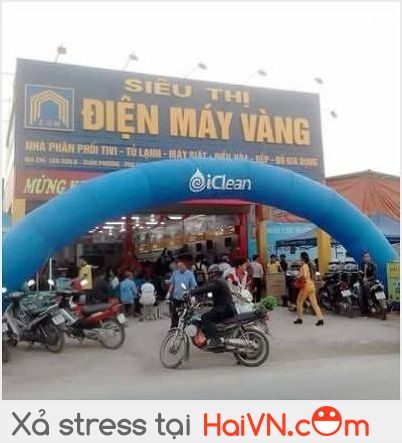 SIÊU THỊ
ĐIỆN MÁY VÀNG
NHÀ PHÂN PHỐI TIVI - TỦ LẠNH - MÁY GIẶT - ĐIỀU HÒA - BẾP - ĐỒ GIA DỤNG
MỪNG
iClean
Xả stress tại HaiVN.com